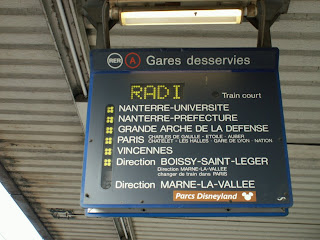 RER A Gares desservies
RADI Train court
NANTERRE-UNIVERSITE
NANTERRE-PREFECTURE
GRANDE ARCHE DE LA DEFENSE
PARIS CHARLES DE GAULLE - ETOILE - AUBER
CHATELET - LES HALLES - GARE DE LYON - NATION
VINCENNES
Direction BOISSY-SAINT-LEGER
Direction MARNE-LA-VALLEE
changer de train dans PARIS
Direction MARNE-LA-VALLEE
Parcs Disneyland